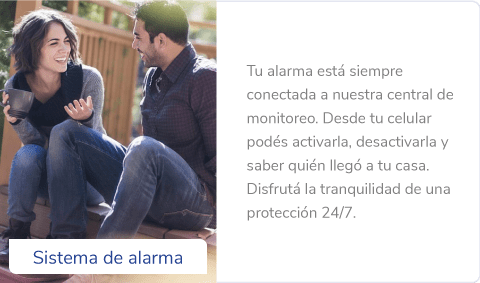 Tu alarma está siempre
conectada a nuestra central de
monitoreo. Desde tu celular
podés activarla, desactivarla y
saber quién llegó a tu casa.
Disfrutá la tranquilidad de una
protección 24/7.
Sistema de alarma